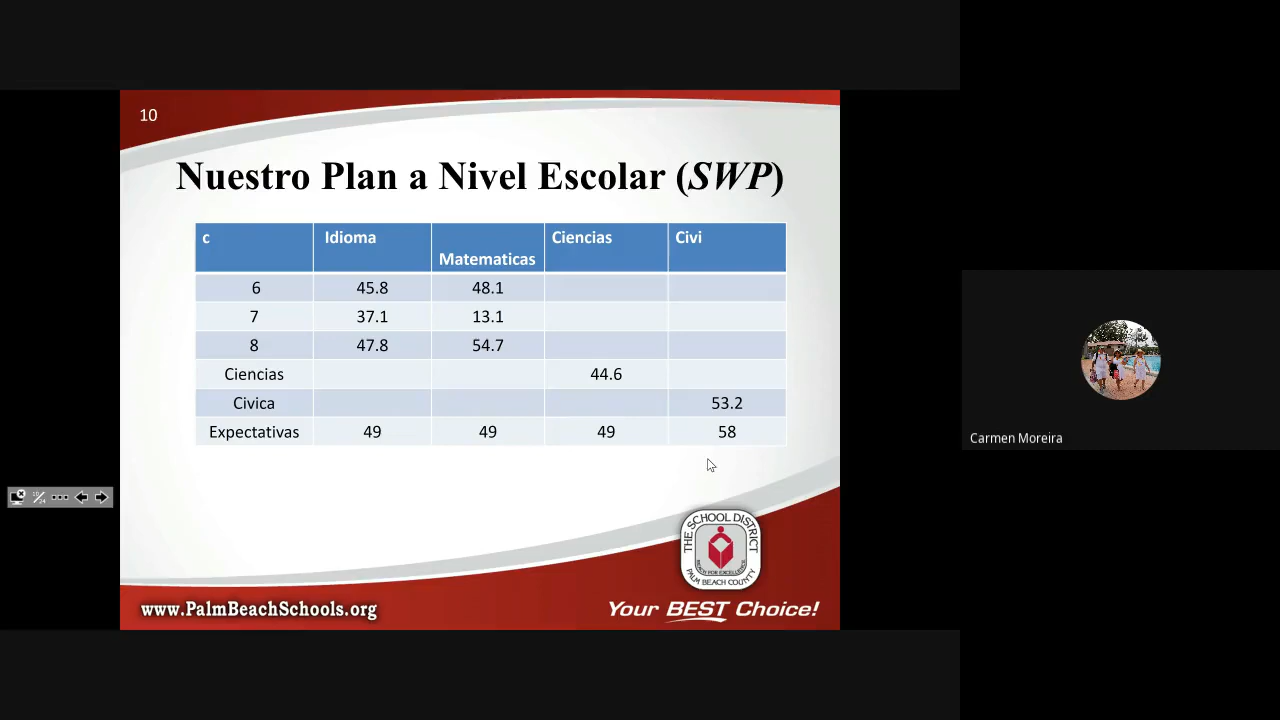 10
Nuestro Plan a Nivel Escolar (SWP)
c Idioma Matematicas Ciencias Civi
6 45.8 48.1
7 37.1 13.1
8 47.8 54.7
Ciencias 44.6
Civica 53.2
Expectativas 49 49 49 58
Carmen Moreira
THE SCHOOL DISTRICT
PALM BEACH COUNTY
www.PalmBeachSchools.org
Your BEST Choice!